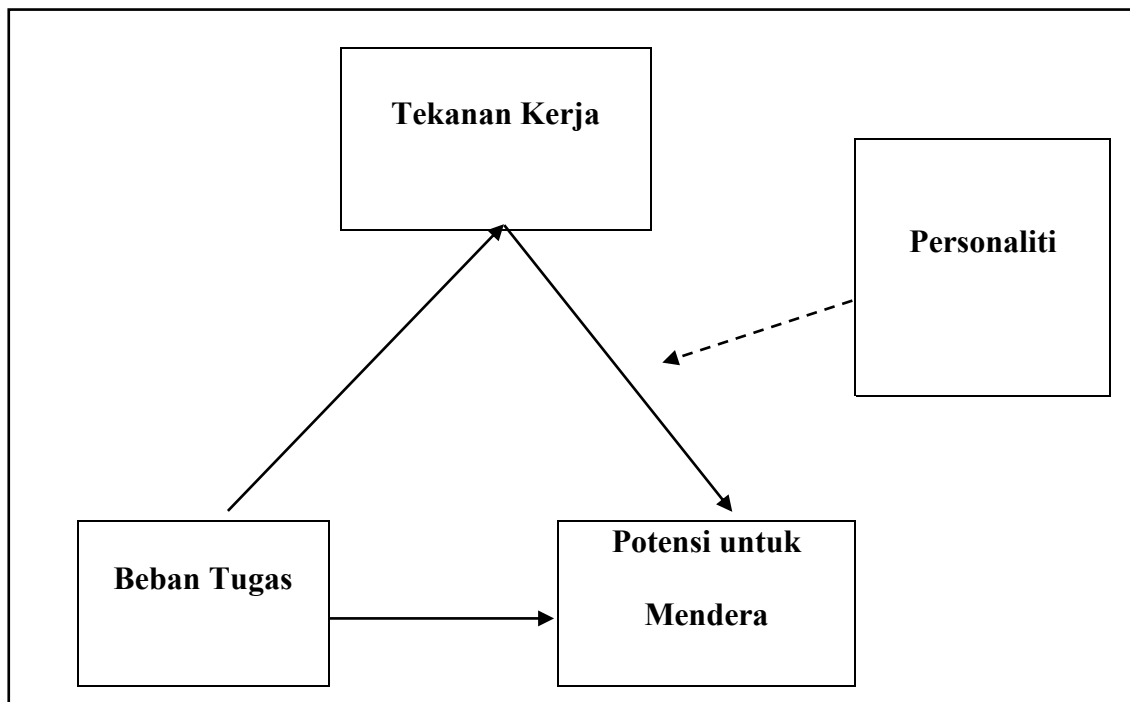 Tekanan Kerja
Personaliti
Beban Tugas
Potensi untuk
Mendera